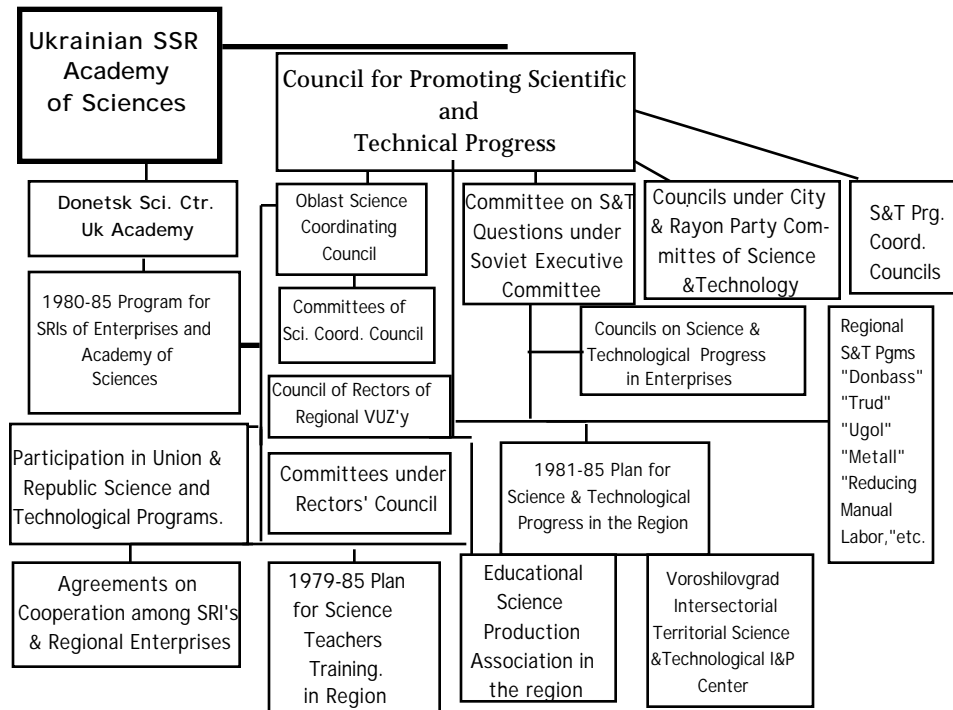 Ukrainian SSR
Academy
of Sciences
Council for Promoting Scientific
and
Technical Progress
Donetsk Sci. Ctr.
Uk Academy
Oblast Science
Coordinating
Council
Committee on S&T
Questions under
Soviet Executive
Committee
Councils under City
& Rayon Party Com-
mittes of Science
&Technology
S&T Prg.
Coord.
Councils
1980-85 Program for
SRIs of Enterprises and
Academy of
Sciences
Committees of
Sci. Coord. Council
Councils on Science &
Technological Progress
in Enterprises
Regional
S&T Pgms
"Donbass"
"Trud"
"Ugol"
"Metall"
"Reducing
Manual
Labor,"etc.
Council of Rectors of
Regional VUZ'y
Participation in Union &
Republic Science and
Technological Programs.
Committees under
Rectors' Council
1981-85 Plan for
Science & Technological
Progress in the Region
Agreements on
Cooperation among SRI's
& Regional Enterprises
1979-85 Plan
for Science
Teachers
Training.
in Region
Educational
Science
Production
Association in
the region
Voroshilovgrad
Intersectorial
Territorial Science
&Technological I&P
Center